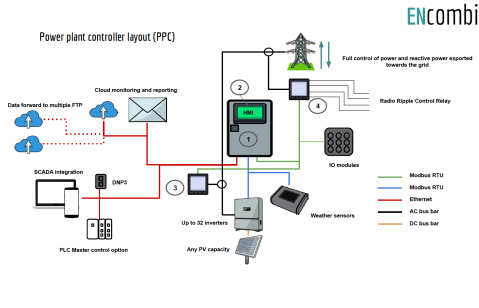 ENcombi
Power plant controller layout (PPC)
Full control of power and reactive power exported
towards the grid
Cloud monitoring and reporting
2
HMI
4
Radio Ripple Control Relay
Data forward to multiple FTP
1
IO modules
SCADA integration
DNP3
3
Modbus RTU
Modbus RTU
Ethernet
AC bus bar
DC bus bar
Weather sensors
Up to 32 inverters
PLC Master control option
Any PV capacity